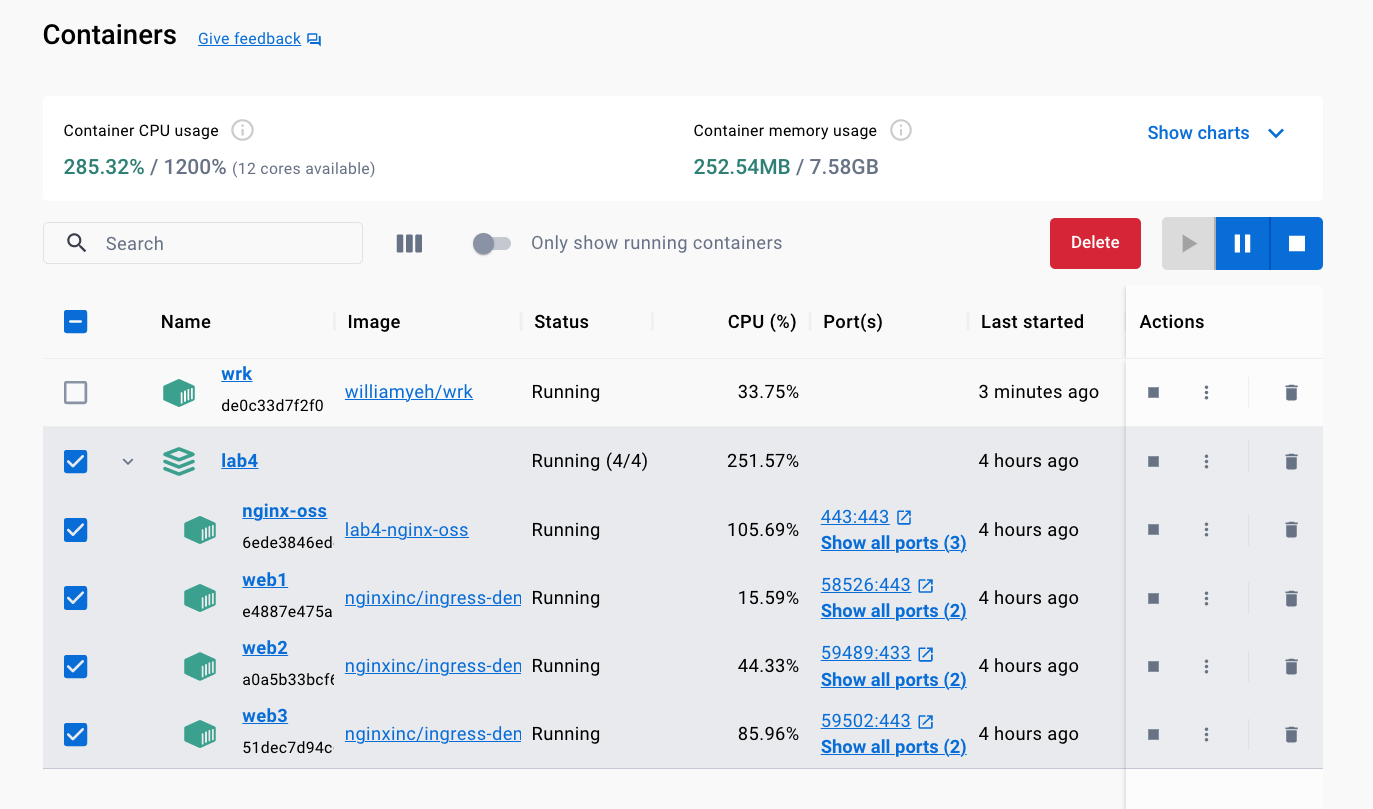 Containers Give feedback
Container CPU usage
285.32% / 1200% (12 cores available)
Container memory usage
252.54MB / 7.58GB
Show charts
Search
Only show running containers
Delete
Name Image Status CPU (%) Port(s) Last started Actions
wrk
de0c33d7f2f0
williamyeh/wrk Running 33.75% 3 minutes ago
lab4 Running (4/4) 251.57% 4 hours ago
nginx-oss
6ede3846ed
lab4-nginx-oss Running 105.69% 443:443
Show all ports (3)
4 hours ago
web1
e4887e475a
nginxinc/ingress-den Running 15.59% 58526:443
Show all ports (2)
4 hours ago
web2
a0a5b33bcf6
nginxinc/ingress-den Running 44.33% 59489:433
Show all ports (2)
4 hours ago
web3
51dec7d94c
nginxinc/ingress-den Running 85.96% 59502:443
Show all ports (2)
4 hours ago